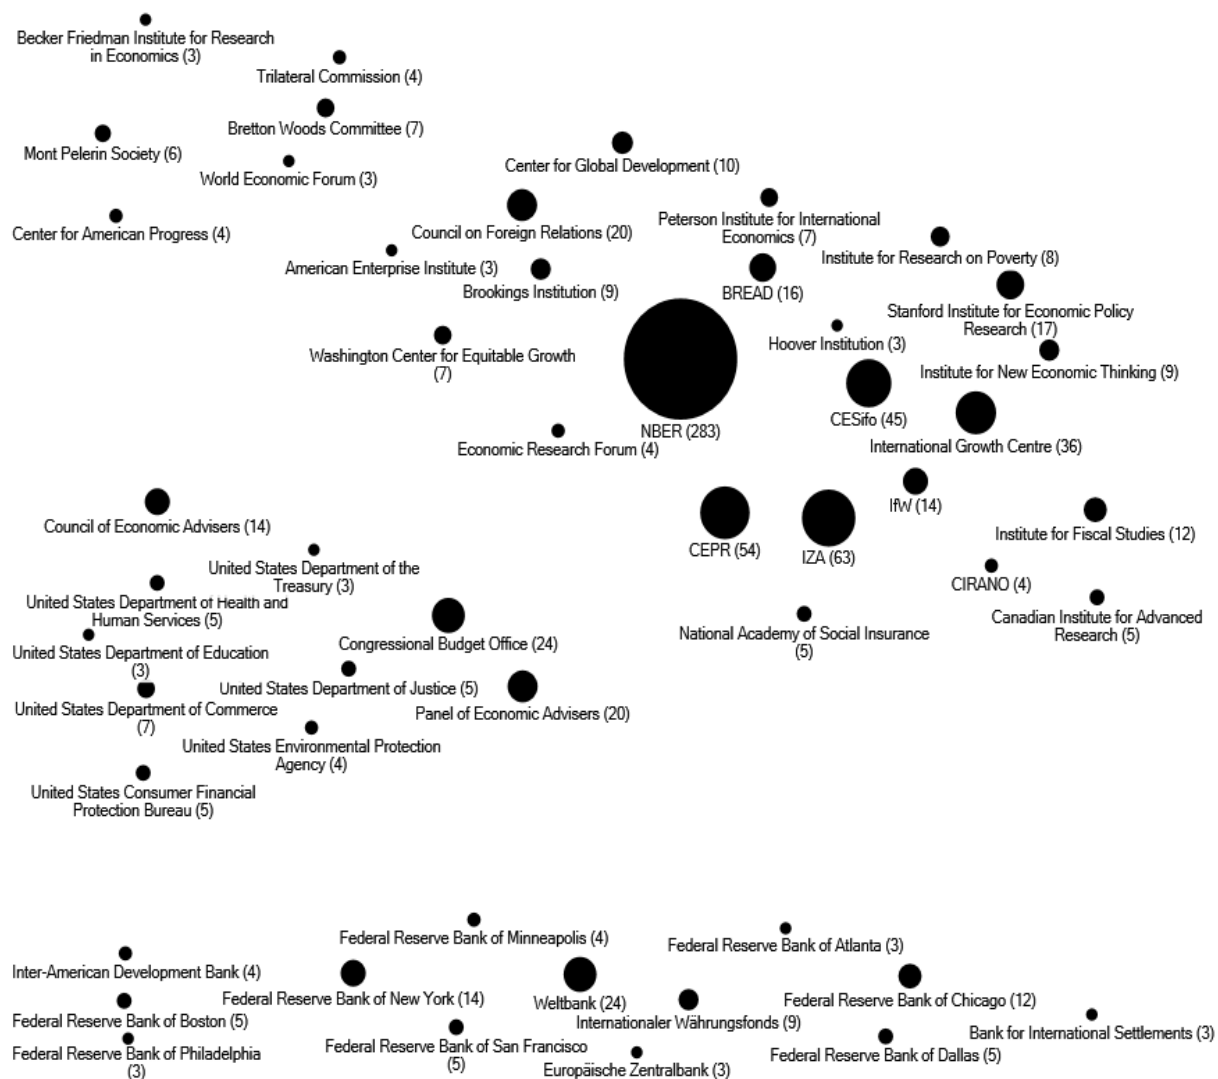 Becker Friedman Institute for Research
in Economics (3)
Trilateral Commission (4)
Bretton Woods Committee (7)
Mont Pelerin Society (6)
World Economic Forum (3)
Center for Global Development (10)
Center for American Progress (4)
Council on Foreign Relations (20)
Peterson Institute for International
Economics (7)
American Enterprise Institute (3)
Institute for Research on Poverty (8)
Brookings Institution (9)
BREAD (16)
Stanford Institute for Economic Policy
Research (17)
Hoover Institution (3)
Washington Center for Equitable Growth
(7)
Institute for New Economic Thinking (9)
CESifo (45)
NBER (283)
Economic Research Forum (4)
International Growth Centre (36)
IfW (14)
Council of Economic Advisers (14)
Institute for Fiscal Studies (12)
CEPR (54)
IZA (63)
United States Department of the
Treasury (3)
CIRANO (4)
United States Department of Health and
Human Services (5)
Canadian Institute for Advanced
Research (5)
National Academy of Social Insurance
(5)
Congressional Budget Office (24)
United States Department of Education
(3)
United States Department of Justice (5)
United States Department of Commerce
(7)
Panel of Economic Advisers (20)
United States Environmental Protection
Agency (4)
United States Consumer Financial
Protection Bureau (5)
Federal Reserve Bank of Minneapolis (4)
Federal Reserve Bank of Atlanta (3)
Inter-American Development Bank (4)
Federal Reserve Bank of New York (14)
Weltbank (24)
Federal Reserve Bank of Chicago (12)
Federal Reserve Bank of Boston (5)
Internationaler Währungsfonds (9)
Bank for International Settlements (3)
Federal Reserve Bank of Philadelphia
(3)
Federal Reserve Bank of San Francisco
(5)
Federal Reserve Bank of Dallas (5)
Europäische Zentralbank (3)